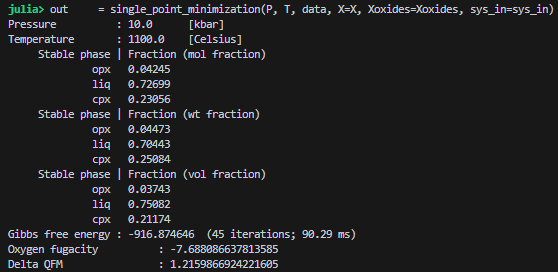 julia> out     = single_point_minimization(P, T, data, X=X, Xoxides=Xoxides, sys_in=sys_in)
Pressure          : 10.0      [kbar]
Temperature       : 1100.0    [Celsius]
     Stable phase | Fraction (mol fraction)
              opx   0.04245
              liq   0.72699
              cpx   0.23056
     Stable phase | Fraction (wt fraction)
              opx   0.04473
              liq   0.70443
              cpx   0.25084
     Stable phase | Fraction (vol fraction)
              opx   0.03743
              liq   0.75082
              cpx   0.21174
Gibbs free energy : -916.874646  (45 iterations; 90.29 ms)
Oxygen fugacity          : -7.688086637813585
Delta QFM                : 1.2159866924221605